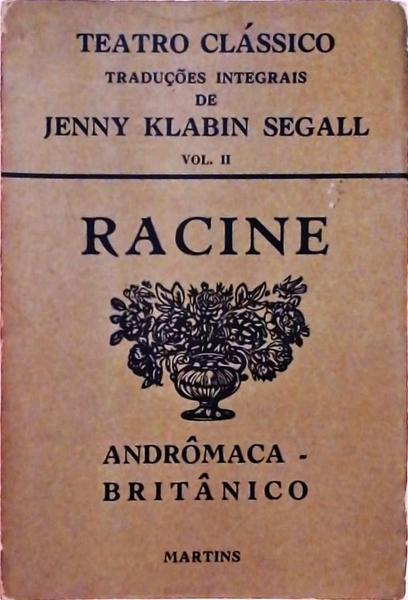 TEATRO CLÁSSICO
TRADUÇÕES INTEGRAIS
DE
JENNY KLABIN SEGALL
VOL. II
RACINE
ANDRÔMACA -
BRITÂNICO
MARTINS